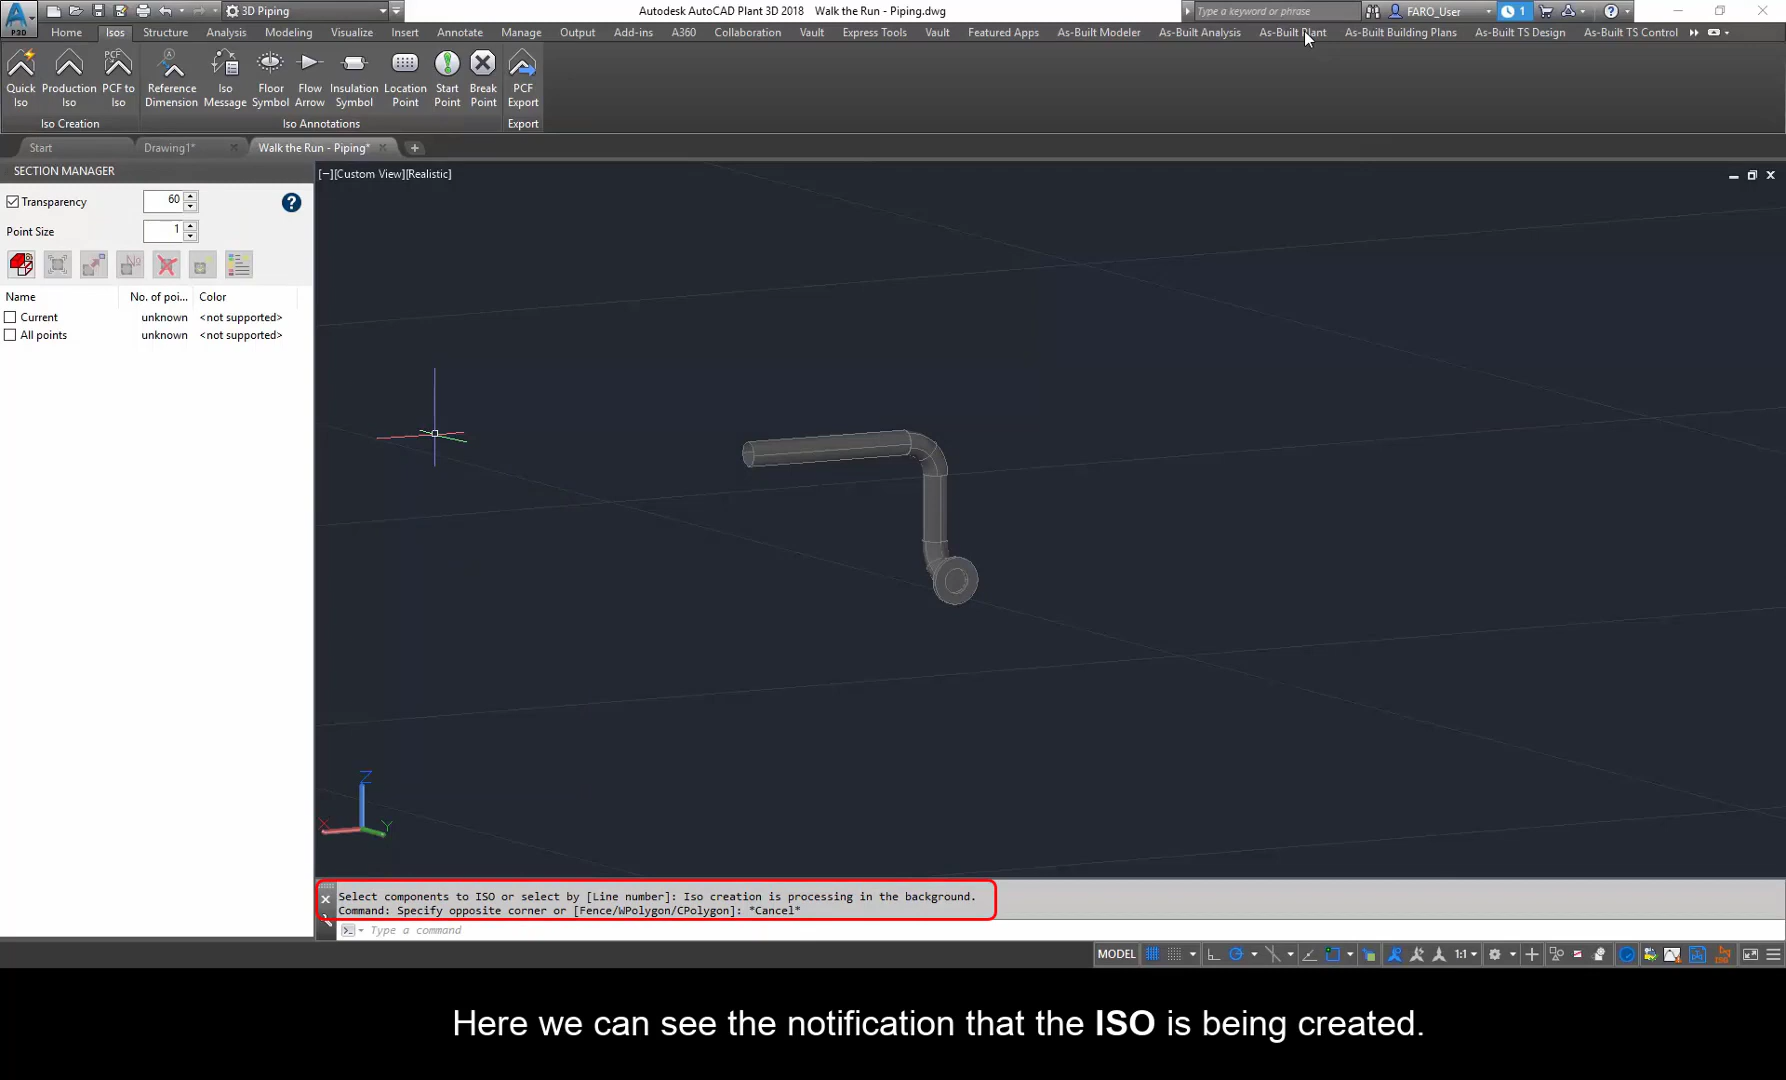 3D Piping
Autodesk AutoCAD Plant 3D 2018 Walk the Run - Piping.dwg
Type a keyword or phrase
FARO_User
1
P3D
Home Isos Structure Analysis Modeling Visualize Insert Annotate Manage Output Add-ins A360 Collaboration Vault Express Tools Vault Featured Apps As-Built Modeler As-Built Analysis As-Built Plant As-Built Building Plans As-Built TS Design As-Built TS Control
Quick Iso
Production Iso
PCF to Iso
Reference Dimension
Iso Message
Floor Symbol
Flow Arrow
Insulation Symbol
Location Point
Start Point
Break Point
PCF Export
Iso Creation Iso Annotations Export
Start Drawing1* Walk the Run - Piping*
SECTION MANAGER
[−][Custom View][Realistic]
Transparency 60
Point Size 1
Name No. of poi... Color
Current unknown <not supported>
All points unknown <not supported>
Z
X Y
Select components to ISO or select by [Line number]: Iso creation is processing in the background.
Command: Specify opposite corner or [Fence/WPolygon/CPolygon]: *Cancel*
Type a command
MODEL 1:1
Here we can see the notification that the ISO is being created.